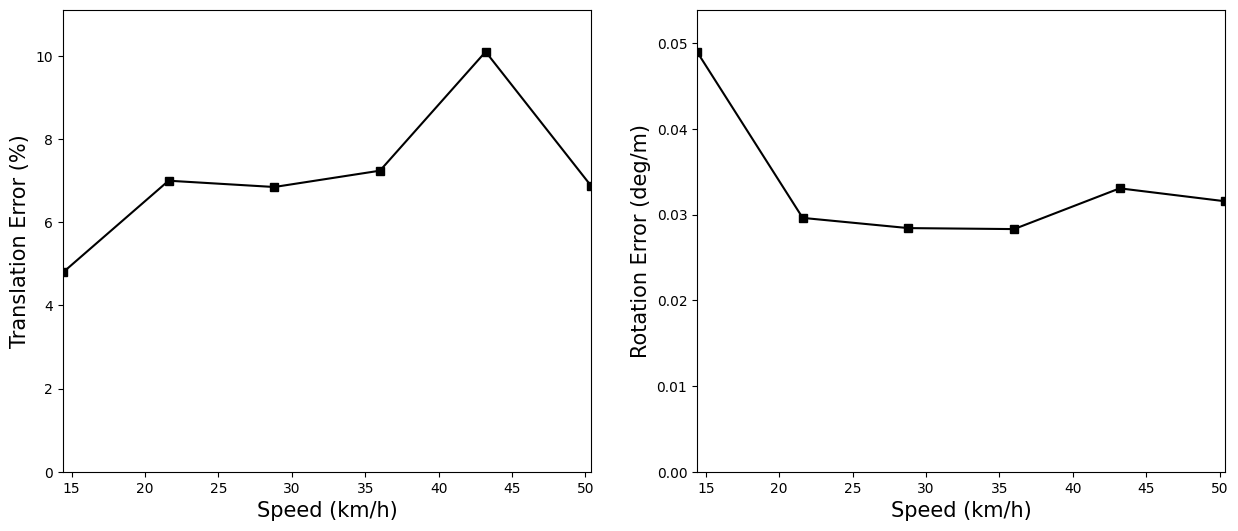 10
8
6
4
2
0
Translation Error (%)
15 20 25 30 35 40 45 50
Speed (km/h)
0.05
0.04
0.03
0.02
0.01
0.00
Rotation Error (deg/m)
15 20 25 30 35 40 45 50
Speed (km/h)